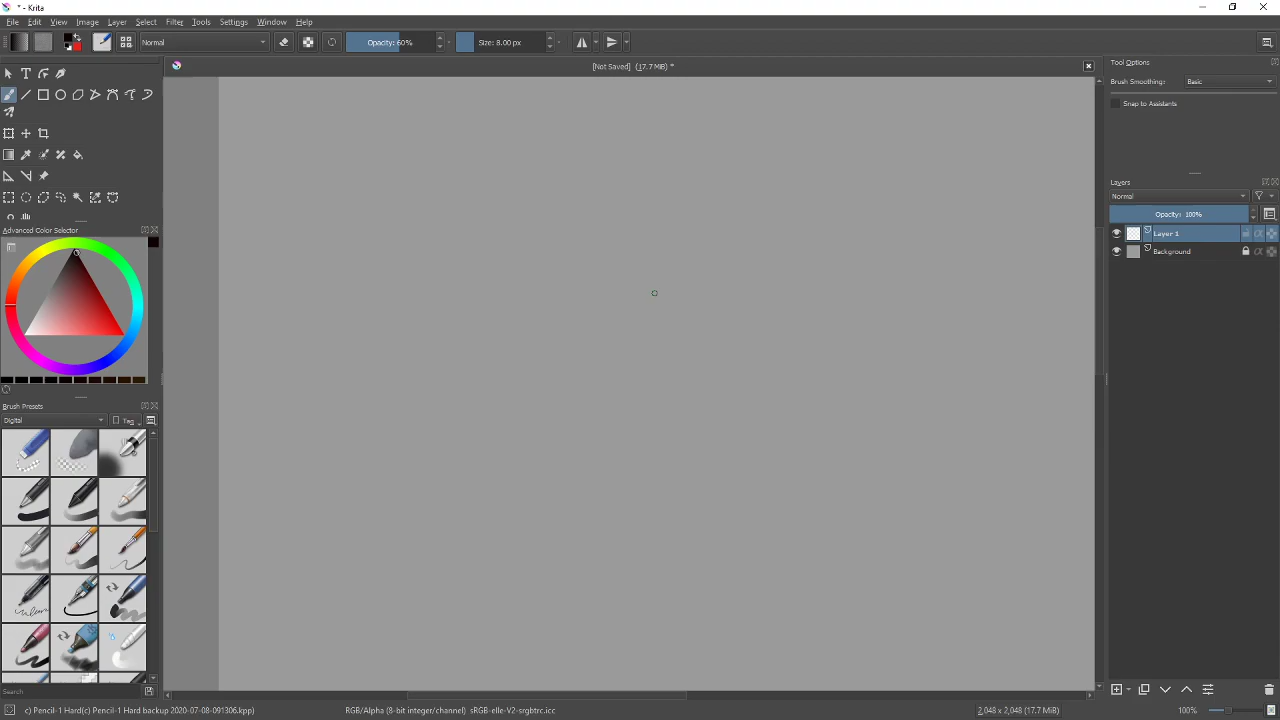 * - Krita
File Edit View Image Layer Select Filter Tools Settings Window Help
Normal
Opacity: 60%
Size: 8.00 px
[Not Saved] (17.7 MiB) *
Tool Options
Brush Smoothing: Basic
Snap to Assistants
Layers
Normal
Opacity: 100%
Layer 1
Background
Advanced Color Selector
Brush Presets
Digital
Tag
Search
c) Pencil-1 Hard(c) Pencil-1 Hard backup 2020-07-08-091306.kpp)
RGB/Alpha (8-bit integer/channel) sRGB-elle-V2-srgbtrc.icc
2,048 x 2,048 (17.7 MiB)
100%